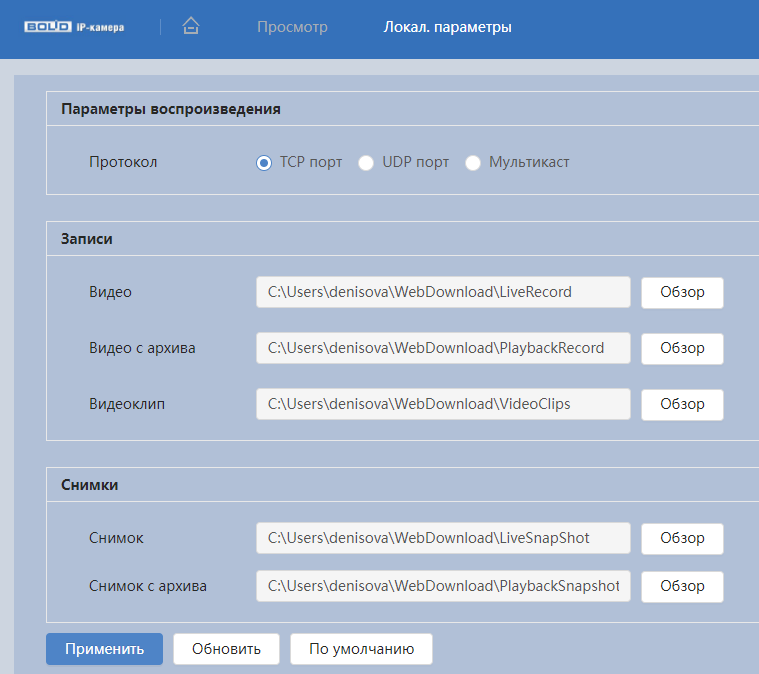 BOLID IP-камера Просмотр Локал. параметры
Параметры воспроизведения
Протокол TCP порт UDP порт Мультикаст
Записи
Видео C:\Users\denisova\WebDownload\LiveRecord Обзор
Видео с архива C:\Users\denisova\WebDownload\PlaybackRecord Обзор
Видеоклип C:\Users\denisova\WebDownload\VideoClips Обзор
Снимки
Снимок C:\Users\denisova\WebDownload\LiveSnapShot Обзор
Снимок с архива C:\Users\denisova\WebDownload\PlaybackSnapshot Обзор
Применить Обновить По умолчанию